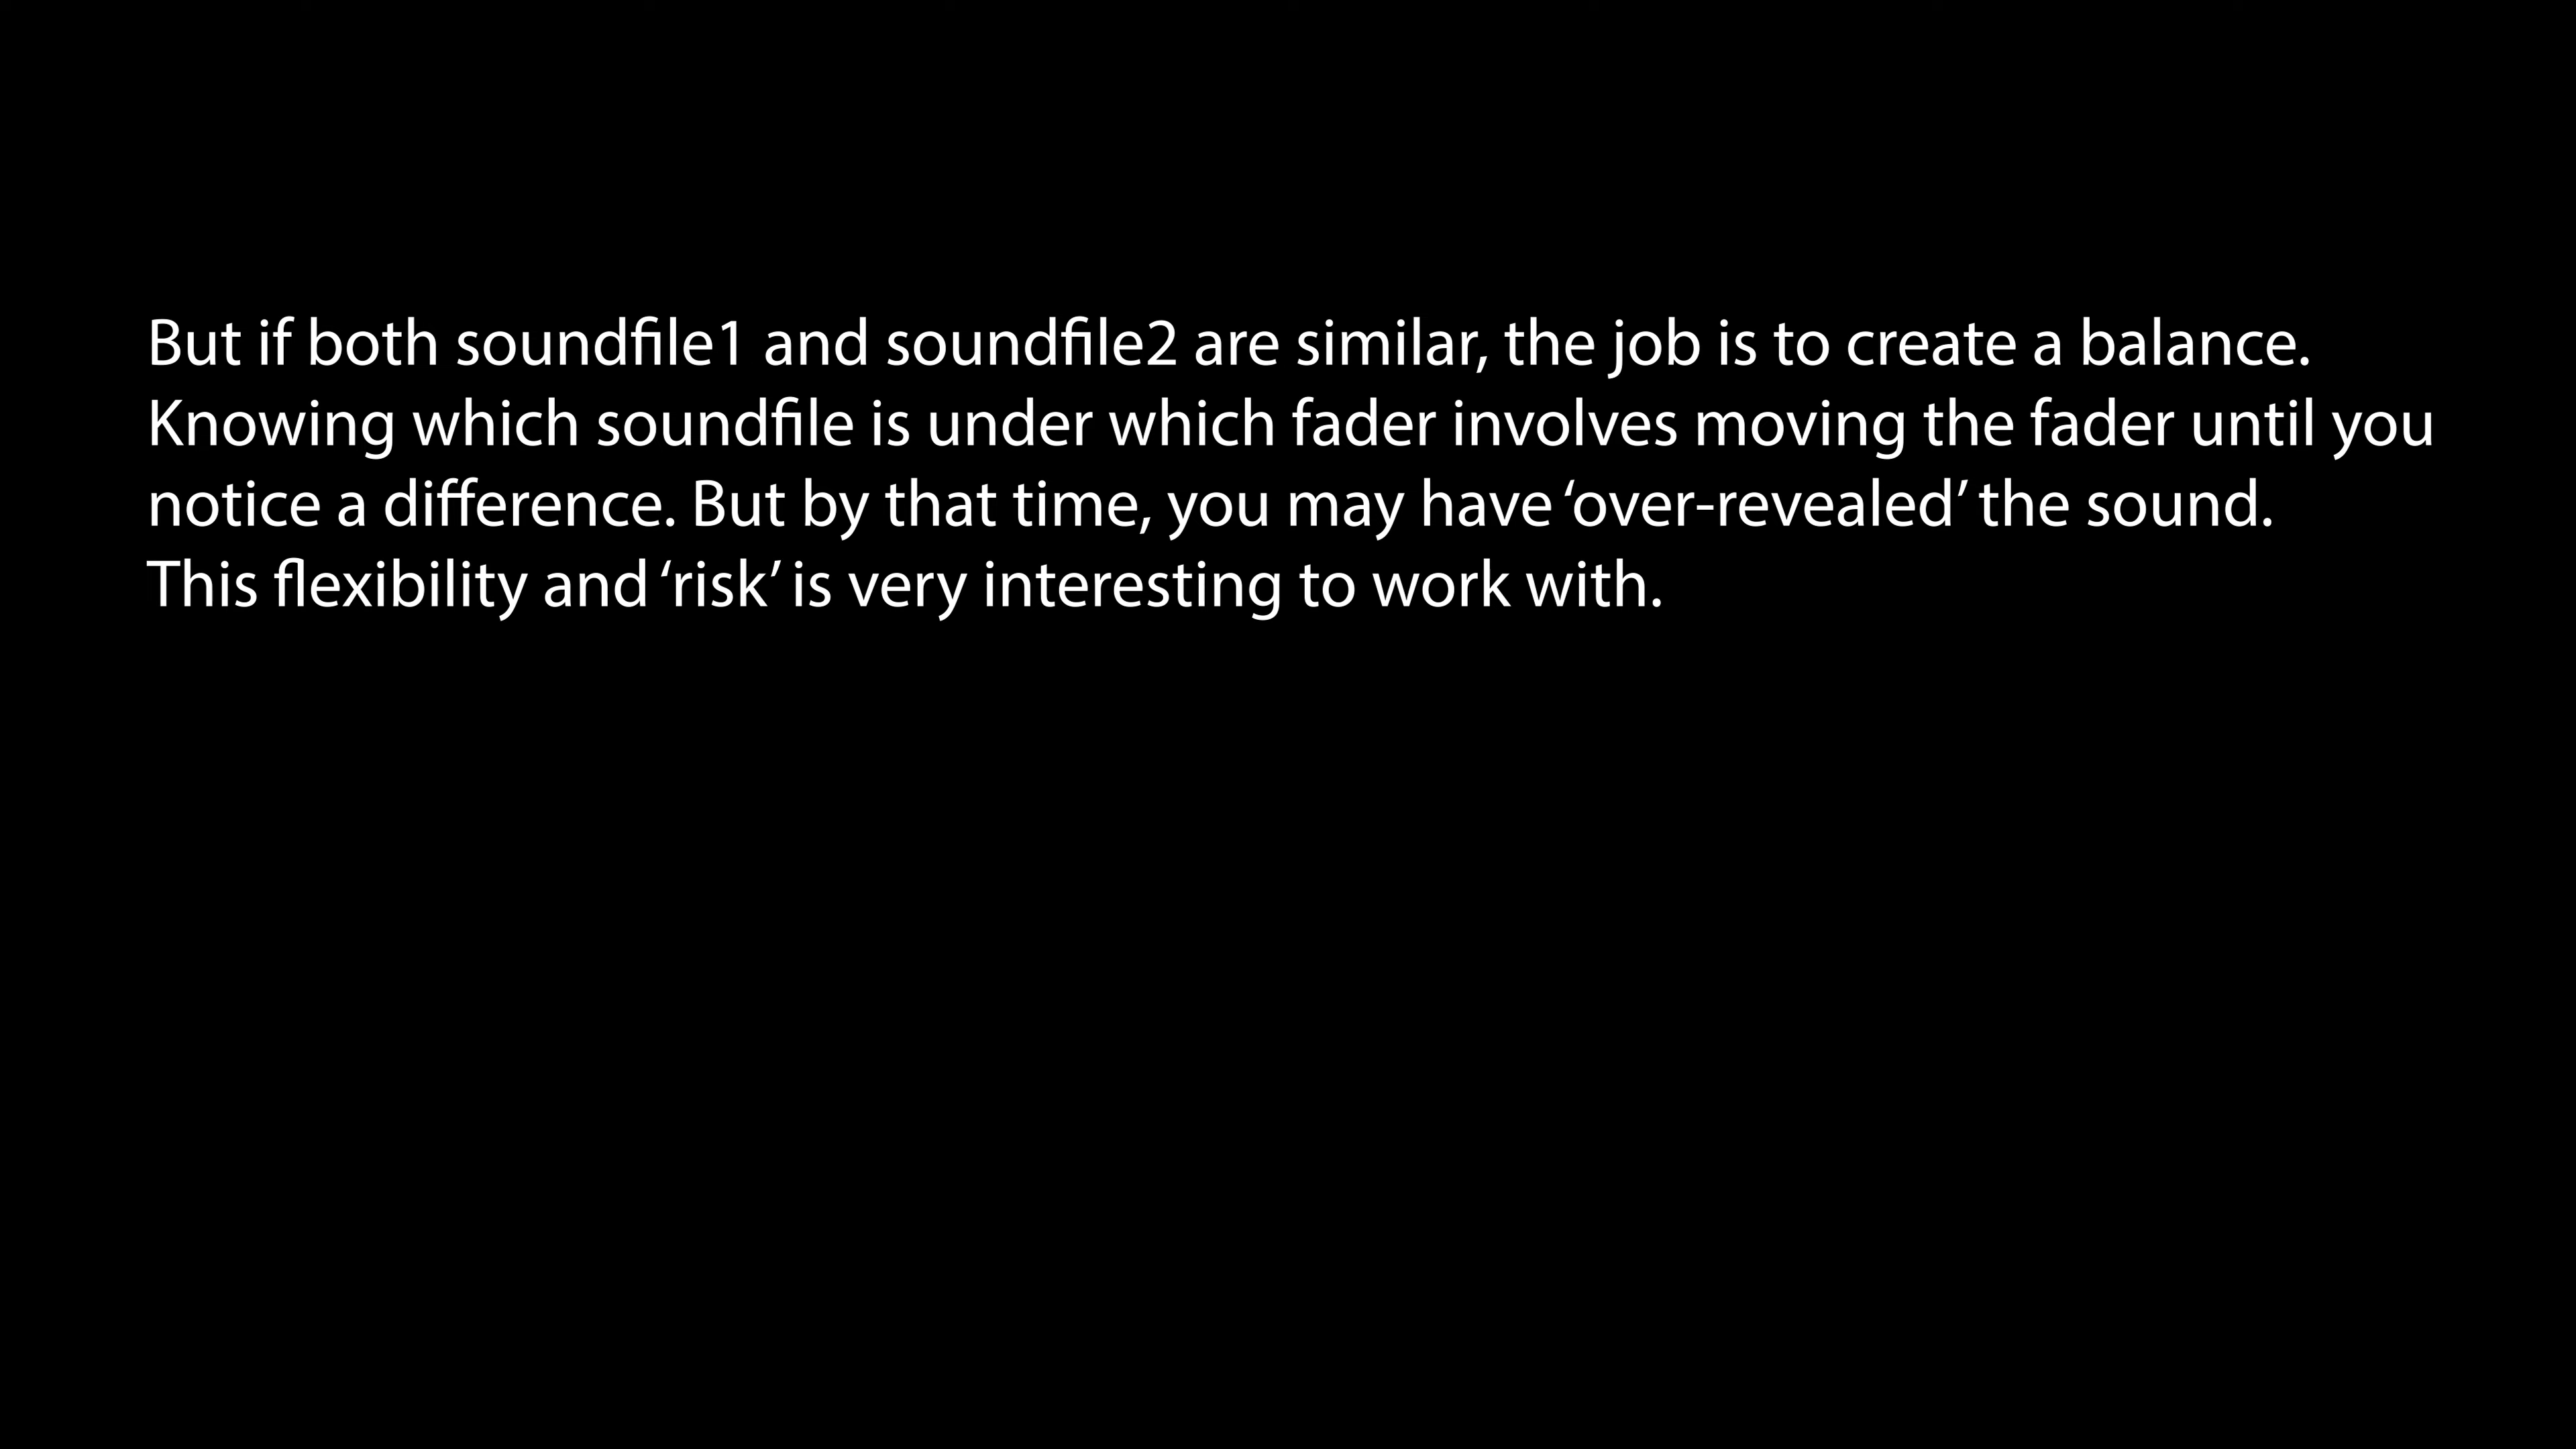 But if both soundfile1 and soundfile2 are similar, the job is to create a balance.
Knowing which soundfile is under which fader involves moving the fader until you
notice a difference. But by that time, you may have ‘over-revealed’ the sound.
This flexibility and ‘risk’ is very interesting to work with.